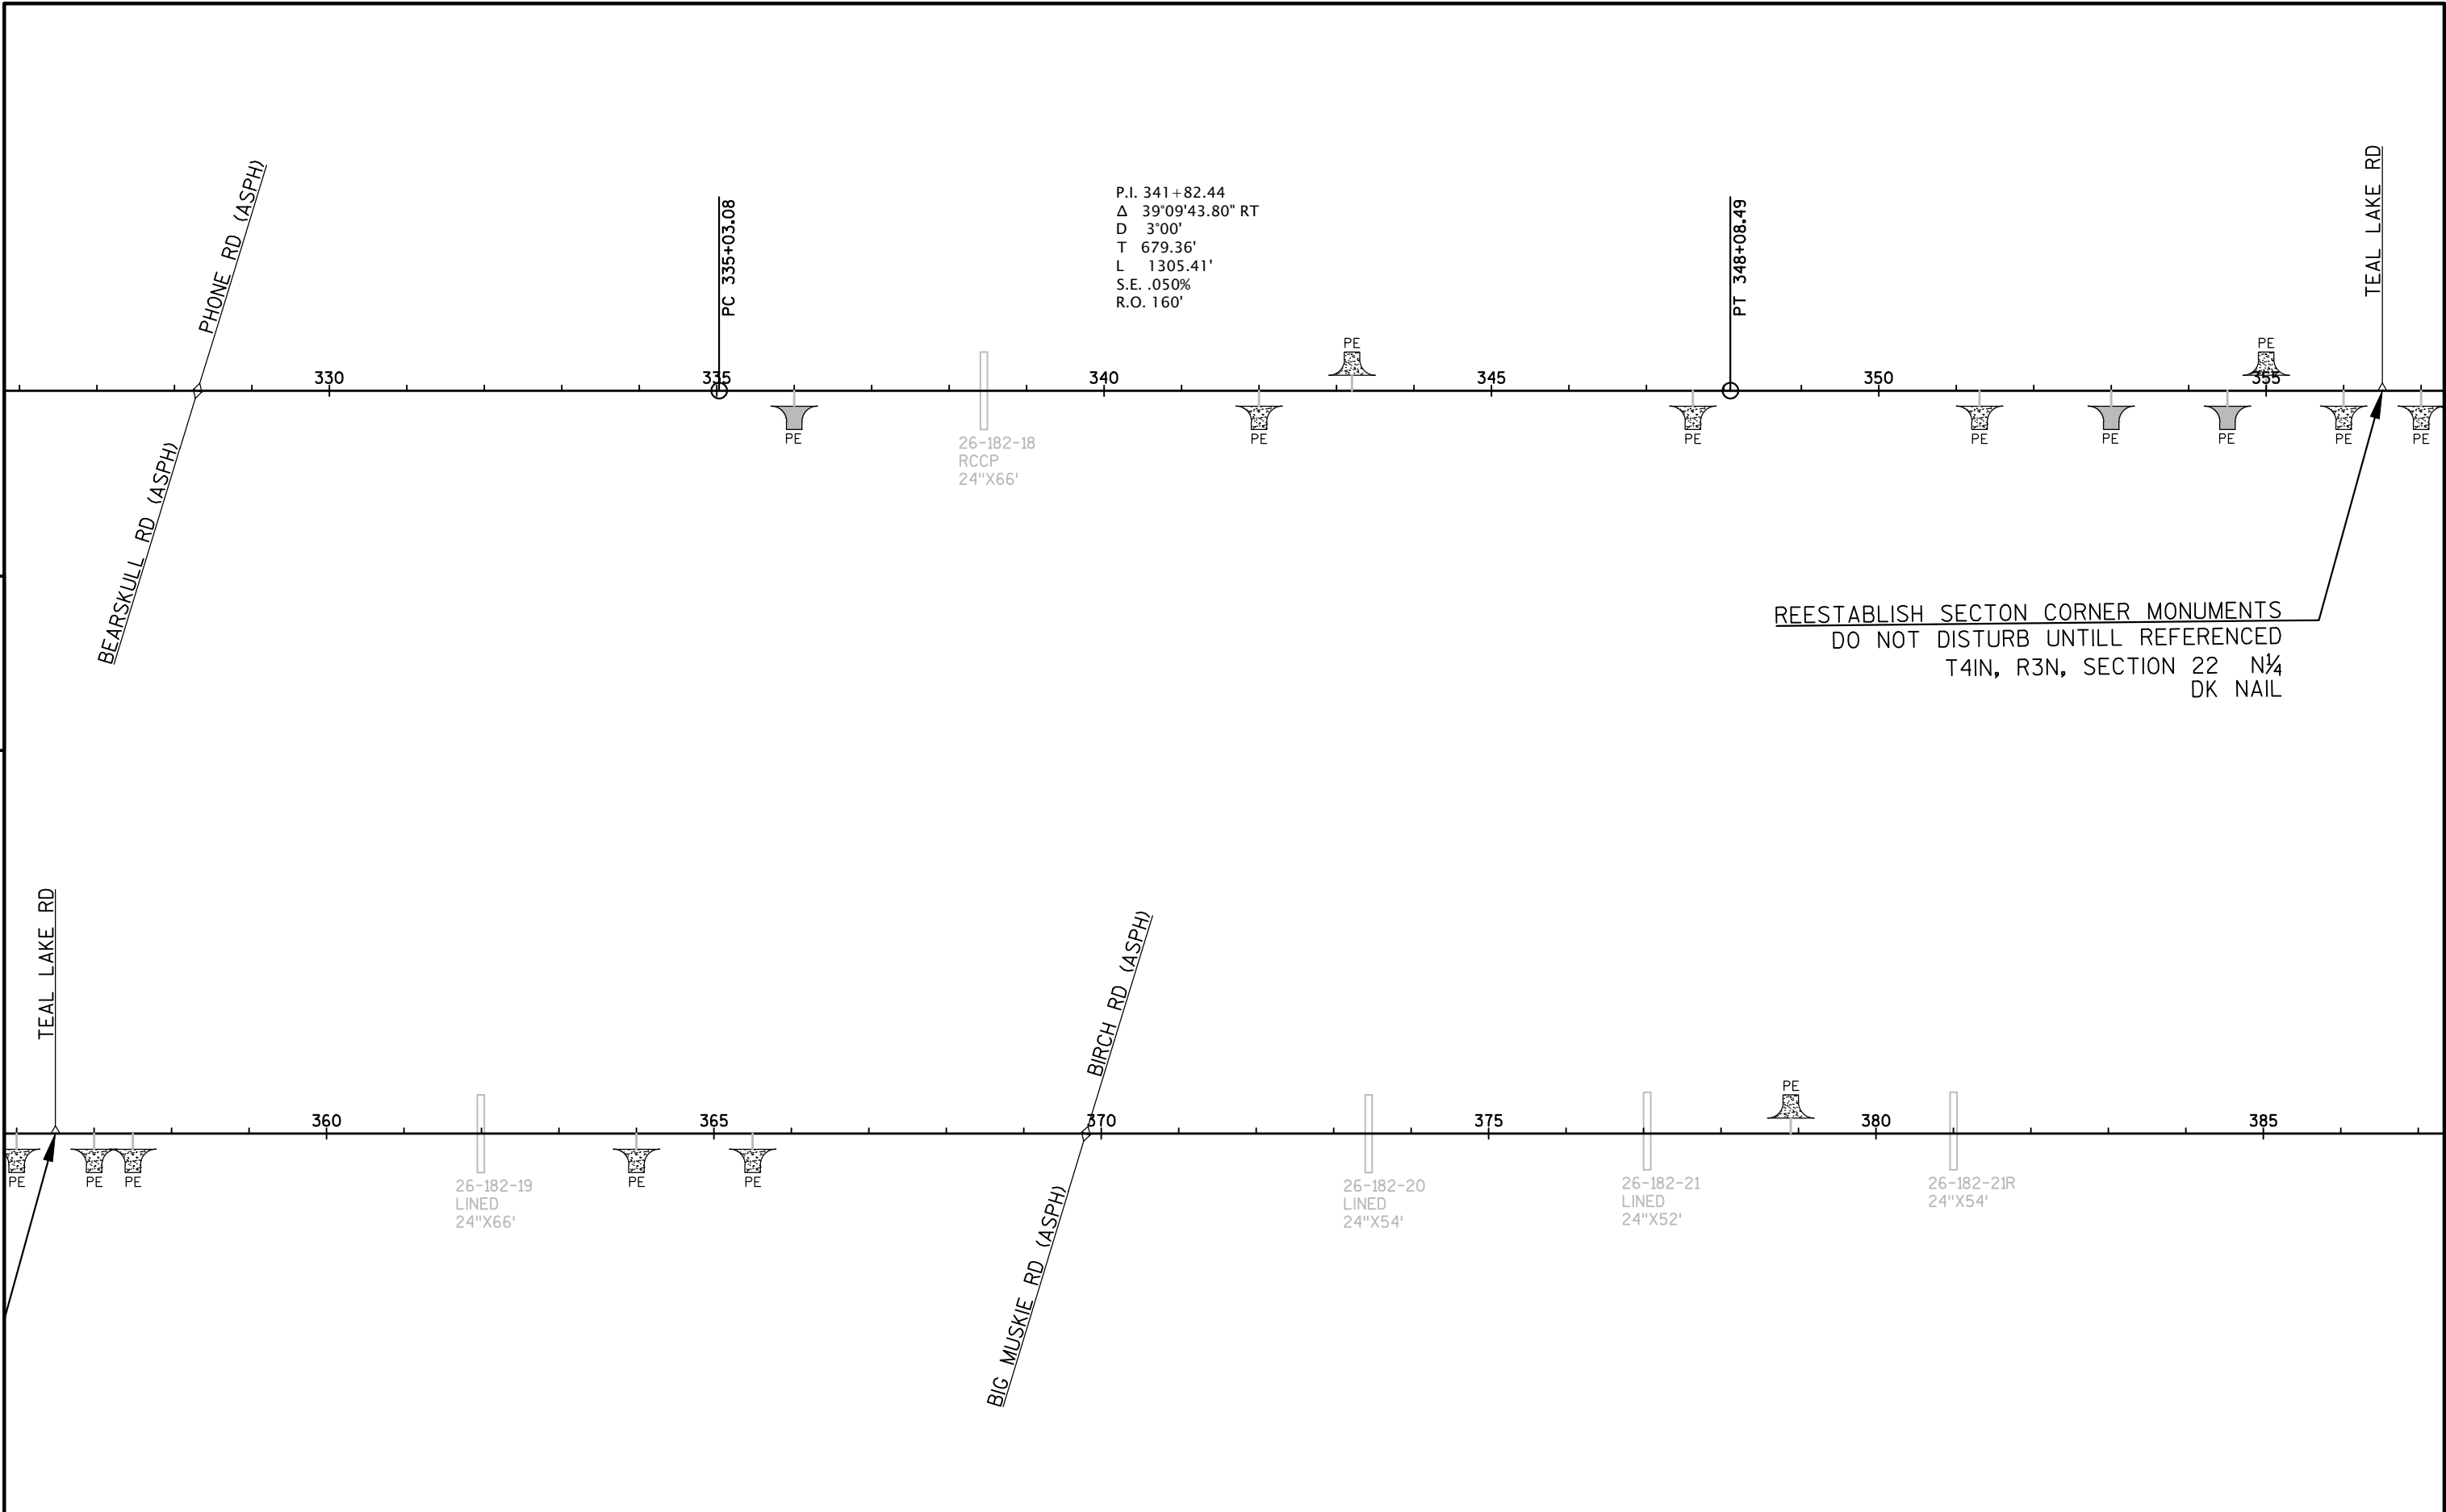 PHONE RD (ASPH)
BEARSKULL RD (ASPH)
PC 335+03.08
P.I. 341+82.44
Δ 39°09'43.80" RT
D 3°00'
T 679.36'
L 1305.41'
S.E. .050%
R.O. 160'
PT 348+08.49
TEAL LAKE RD
PE
PE
330
335
340
345
350
355
PE
PE
PE
PE
PE
PE
PE
PE
26-182-18
RCCP
24"X66'
REESTABLISH SECTON CORNER MONUMENTS
DO NOT DISTURB UNTILL REFERENCED
T41N, R3N, SECTION 22 N¼
DK NAIL
TEAL LAKE RD
BIRCH RD (ASPH)
BIG MUSKIE RD (ASPH)
PE
360
365
370
375
380
385
PE
PE
PE
PE
PE
26-182-19
LINED
24"X66'
26-182-20
LINED
24"X54'
26-182-21
LINED
24"X52'
26-182-21R
24"X54'